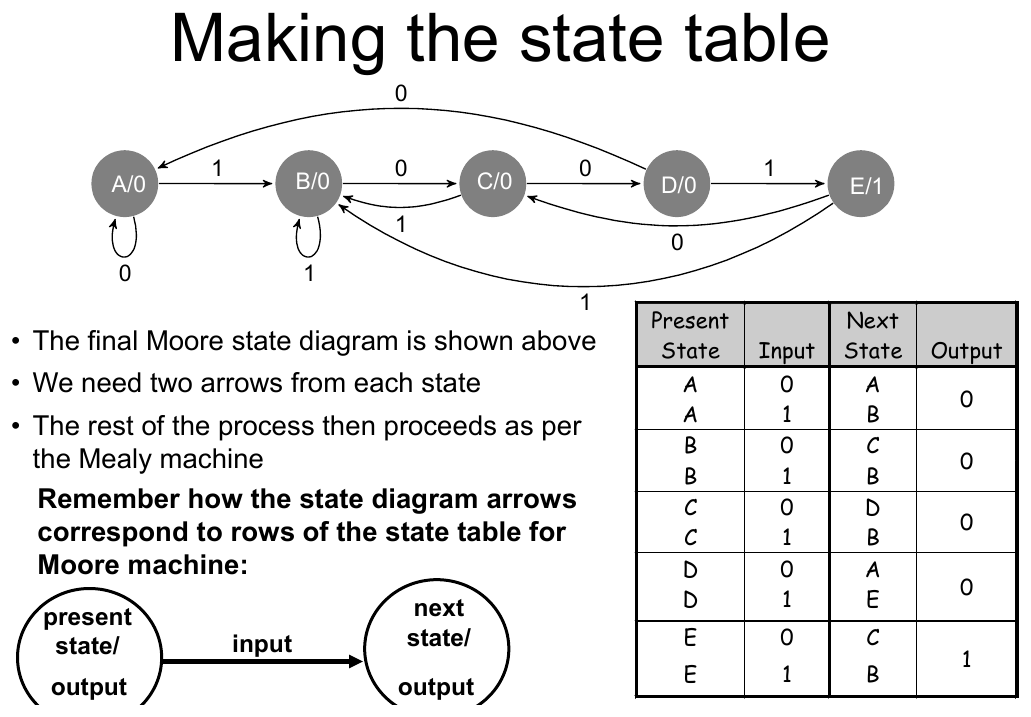 Making the state table
0
A/0
1
B/0
0
C/0
0
D/0
1
E/1
1
0
0
1
1
• The final Moore state diagram is shown above
• We need two arrows from each state
• The rest of the process then proceeds as per
the Mealy machine
Remember how the state diagram arrows
correspond to rows of the state table for
Moore machine:
present
state/
output
input
next
state/
output
Present State Input Next State Output
A 0 A 0
A 1 B
B 0 C 0
B 1 B
C 0 D 0
C 1 B
D 0 A 0
D 1 E
E 0 C 1
E 1 B